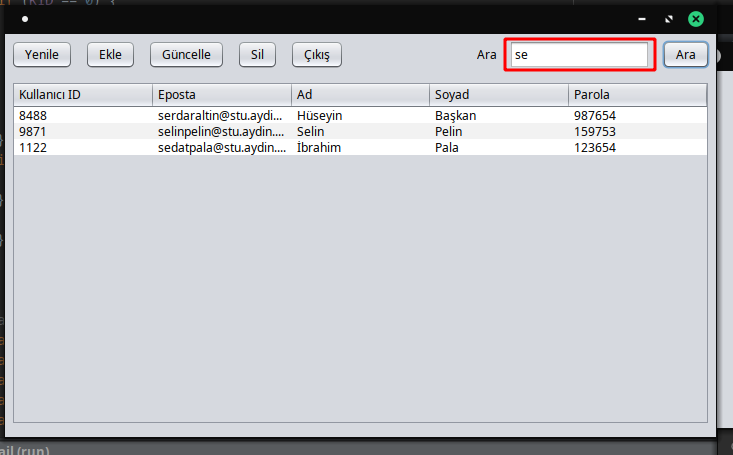 Yenile Ekle Güncelle Sil Çıkış Ara se Ara
Kullanıcı ID Eposta Ad Soyad Parola
8488 serdaraltin@stu.aydi... Hüseyin Başkan 987654
9871 selinpelin@stu.aydin.... Selin Pelin 159753
1122 sedatpala@stu.aydin.... İbrahim Pala 123654
(run)